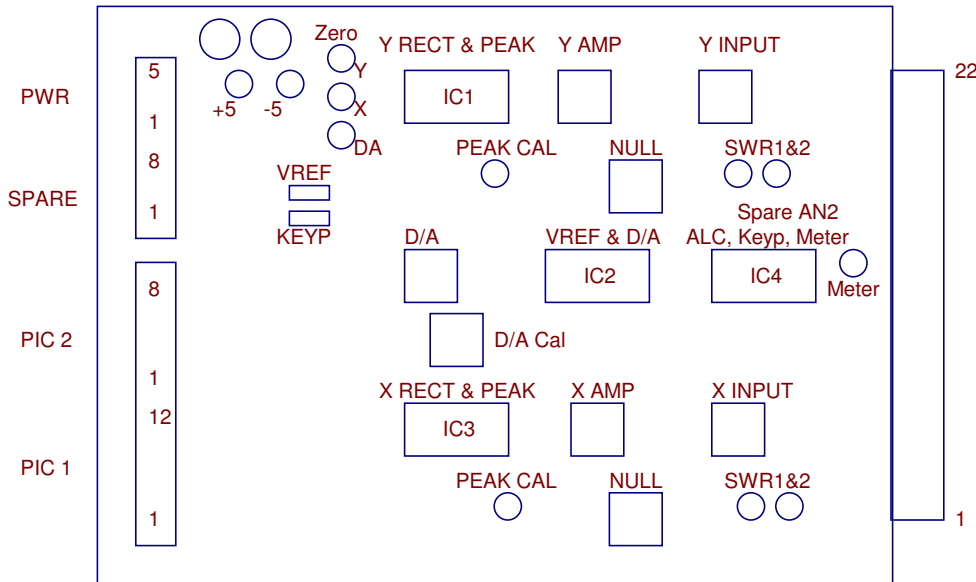 Zero
Y RECT & PEAK Y AMP Y INPUT
5 Y 22
PWR IC1
+5 -5 X
1
DA PEAK CAL NULL SWR1&2
8
VREF
SPARE
1 Spare AN2
KEYP D/A VREF & D/A ALC, Keyp, Meter
IC2 IC4
8 Meter
PIC 2 D/A Cal
1
X RECT & PEAK X AMP X INPUT
12
IC3
PIC 1 PEAK CAL NULL SWR1&2
1 1